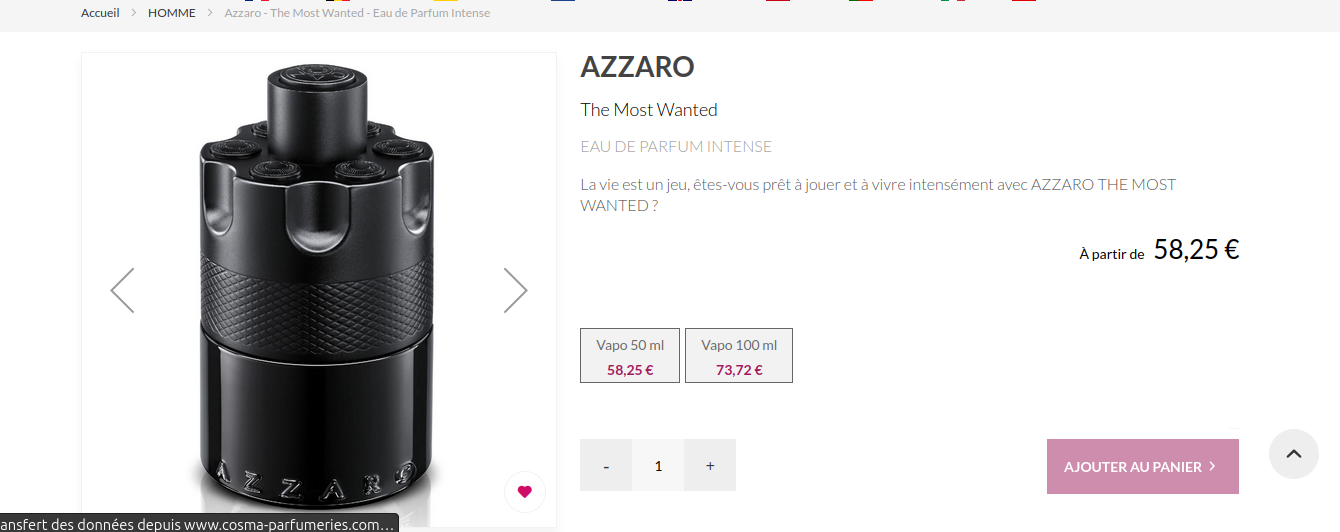 Accueil > HOMME > Azzaro - The Most Wanted - Eau de Parfum Intense
AZZARO
The Most Wanted
EAU DE PARFUM INTENSE
La vie est un jeu, êtes-vous prêt à jouer et à vivre intensément avec AZZARO THE MOST
WANTED ?
À partir de 58,25 €
Vapo 50 ml Vapo 100 ml
58,25 € 73,72 €
- 1 +
AJOUTER AU PANIER >
AZZARO
ansfert des données depuis www.cosma-parfumeries.com…